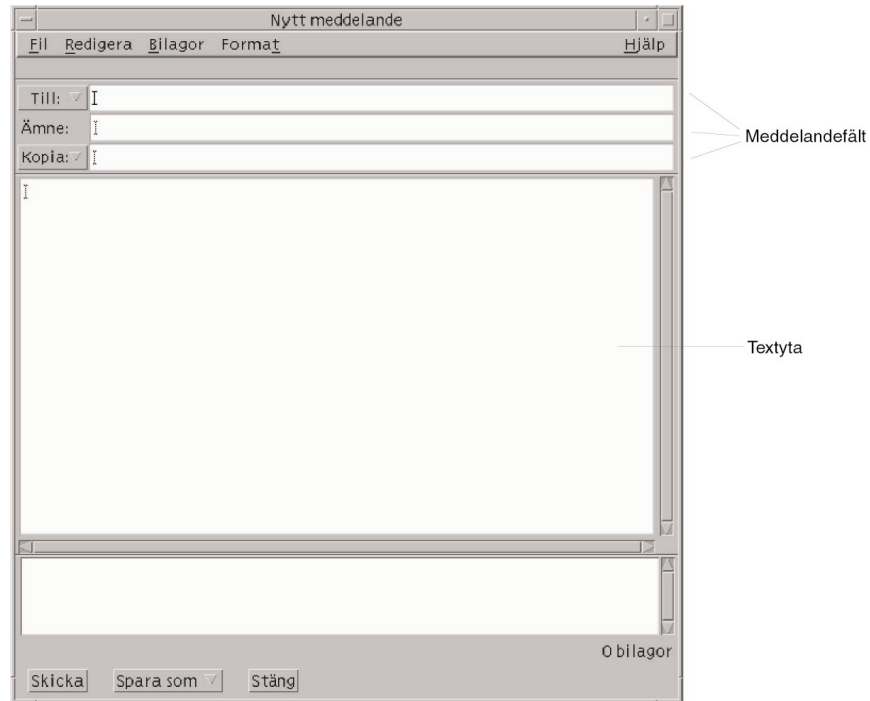 Nytt meddelande
Fil Redigera Bilagor Format Hjälp
Till:
Ämne:
Kopia:
Meddelandefält
Textyta
0 bilagor
Skicka Spara som Stäng